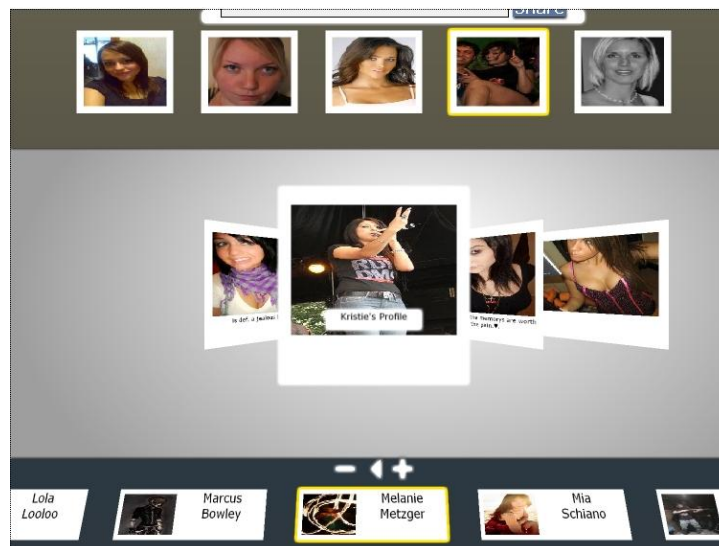 Share
Kristie's Profile
is def. a jealous
the memories are worth
the pain.♥.
Lola
Looloo
Marcus
Bowley
Melanie
Metzger
Mia
Schiano